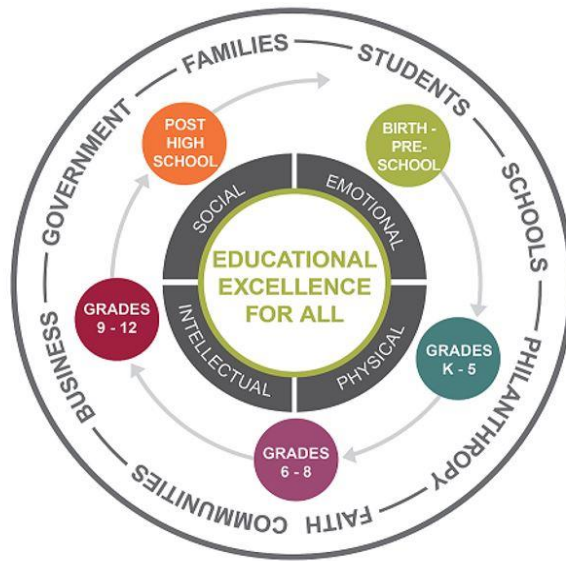 FAMILIES
STUDENTS
SCHOOLS
PHILANTHROPY
FAITH COMMUNITIES
BUSINESS
GOVERNMENT
POST
HIGH
SCHOOL
BIRTH -
PRE-
SCHOOL
GRADES
K - 5
GRADES
6 - 8
GRADES
9 - 12
SOCIAL
EMOTIONAL
PHYSICAL
INTELLECTUAL
EDUCATIONAL
EXCELLENCE
FOR ALL